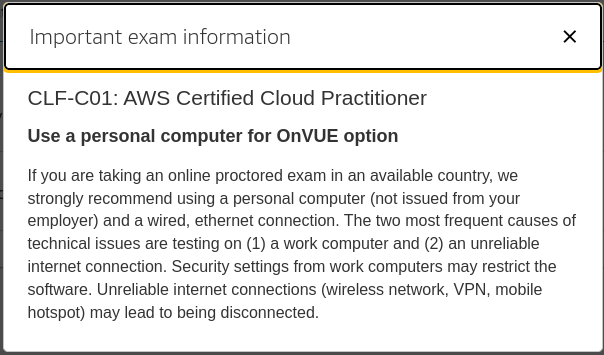 Important exam information
CLF-C01: AWS Certified Cloud Practitioner
Use a personal computer for OnVUE option
If you are taking an online proctored exam in an available country, we
strongly recommend using a personal computer (not issued from your
employer) and a wired, ethernet connection. The two most frequent causes of
technical issues are testing on (1) a work computer and (2) an unreliable
internet connection. Security settings from work computers may restrict the
software. Unreliable internet connections (wireless network, VPN, mobile
hotspot) may lead to being disconnected.